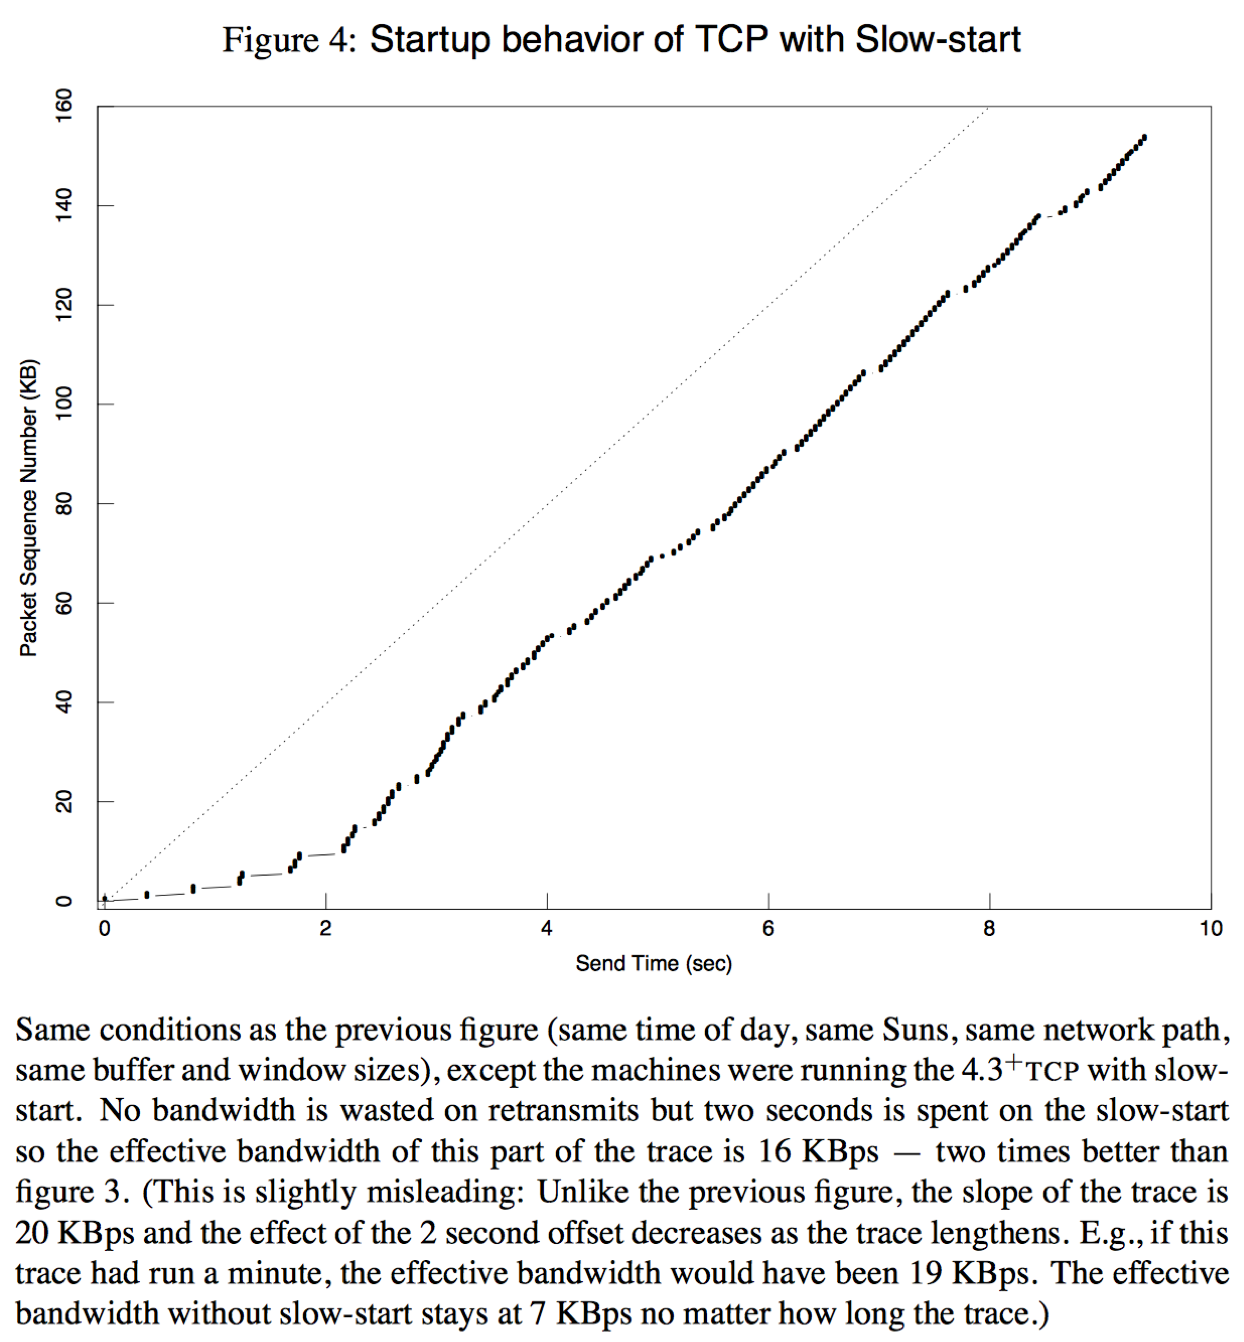 Figure 4: Startup behavior of TCP with Slow-start
160
140
120
100
80
60
40
20
0
Packet Sequence Number (KB)
0 2 4 6 8 10
Send Time (sec)
Same conditions as the previous figure (same time of day, same Suns, same network path,
same buffer and window sizes), except the machines were running the 4.3⁺TCP with slow-
start. No bandwidth is wasted on retransmits but two seconds is spent on the slow-start
so the effective bandwidth of this part of the trace is 16 KBps — two times better than
figure 3. (This is slightly misleading: Unlike the previous figure, the slope of the trace is
20 KBps and the effect of the 2 second offset decreases as the trace lengthens. E.g., if this
trace had run a minute, the effective bandwidth would have been 19 KBps. The effective
bandwidth without slow-start stays at 7 KBps no matter how long the trace.)